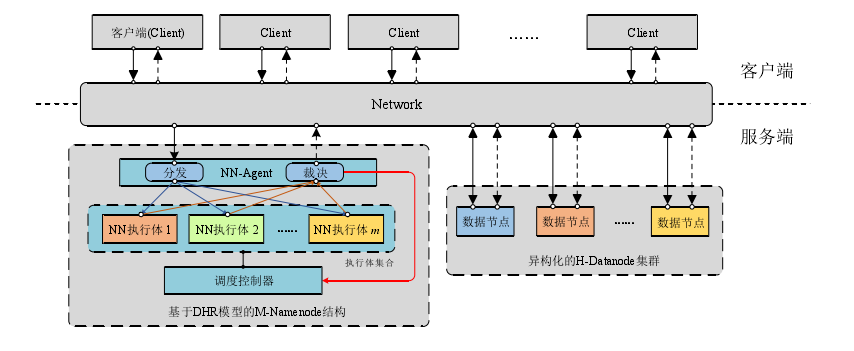 客户端(Client)
Client
Client
......
Client
客户端
Network
服务端
分发
NN-Agent
裁决
NN执行体 1
NN执行体 2
......
NN执行体 m
执行体集合
调度控制器
基于DHR模型的M-Namenode结构
数据节点
数据节点
......
数据节点
异构化的H-Datanode集群